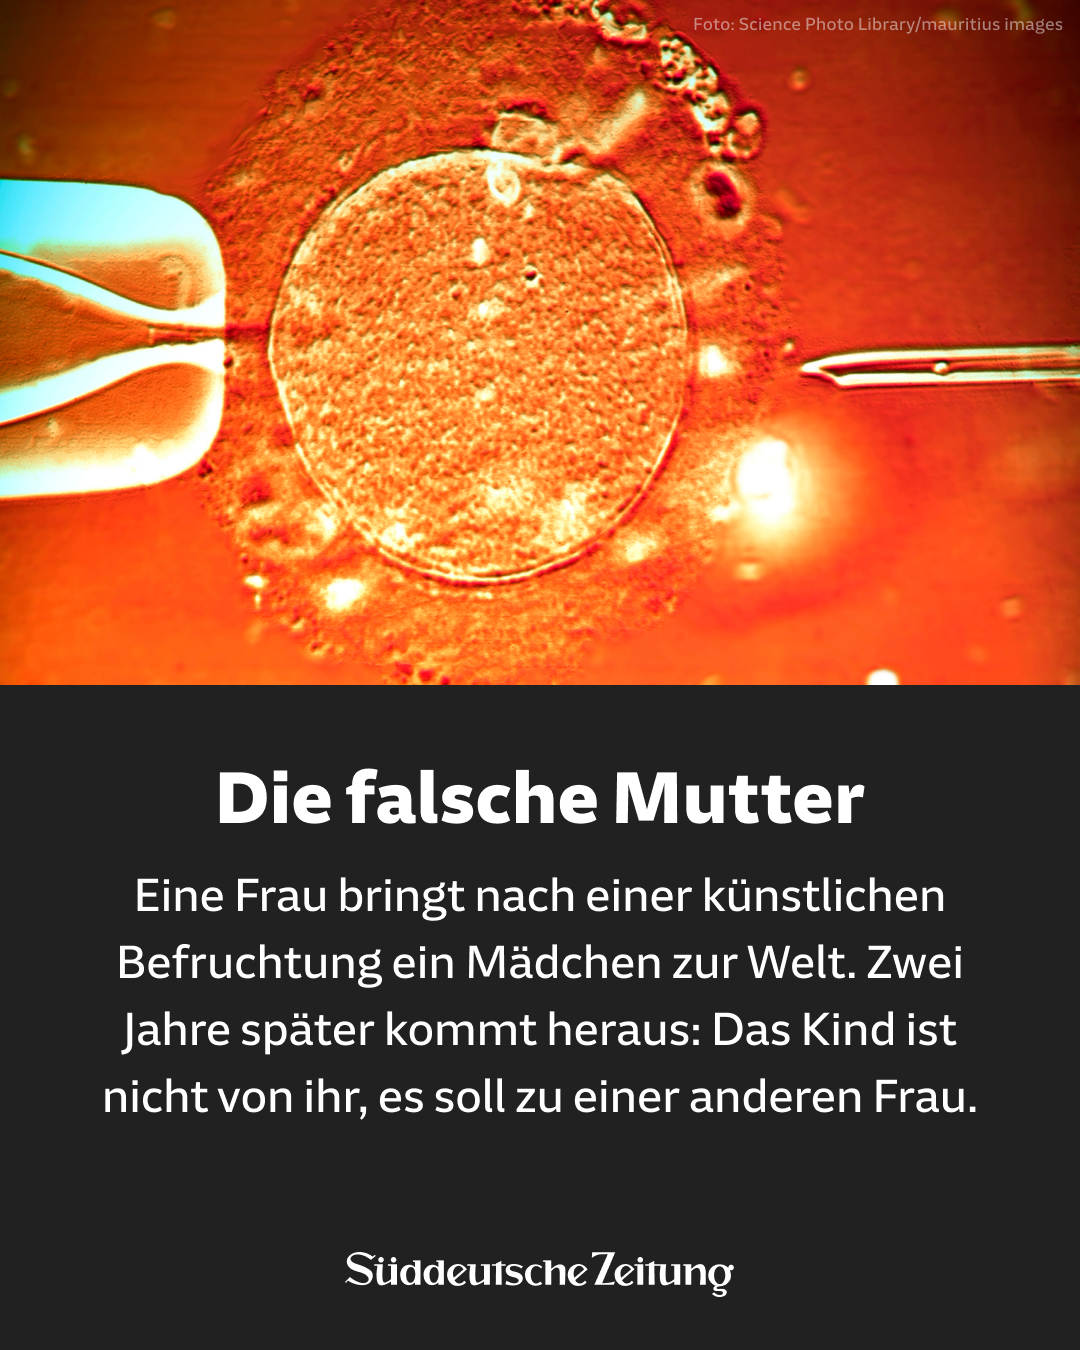 Foto: Science Photo Library/mauritius images
Die falsche Mutter
Eine Frau bringt nach einer künstlichen
Befruchtung ein Mädchen zur Welt. Zwei
Jahre später kommt heraus: Das Kind ist
nicht von ihr, es soll zu einer anderen Frau.
Süddeutsche Zeitung